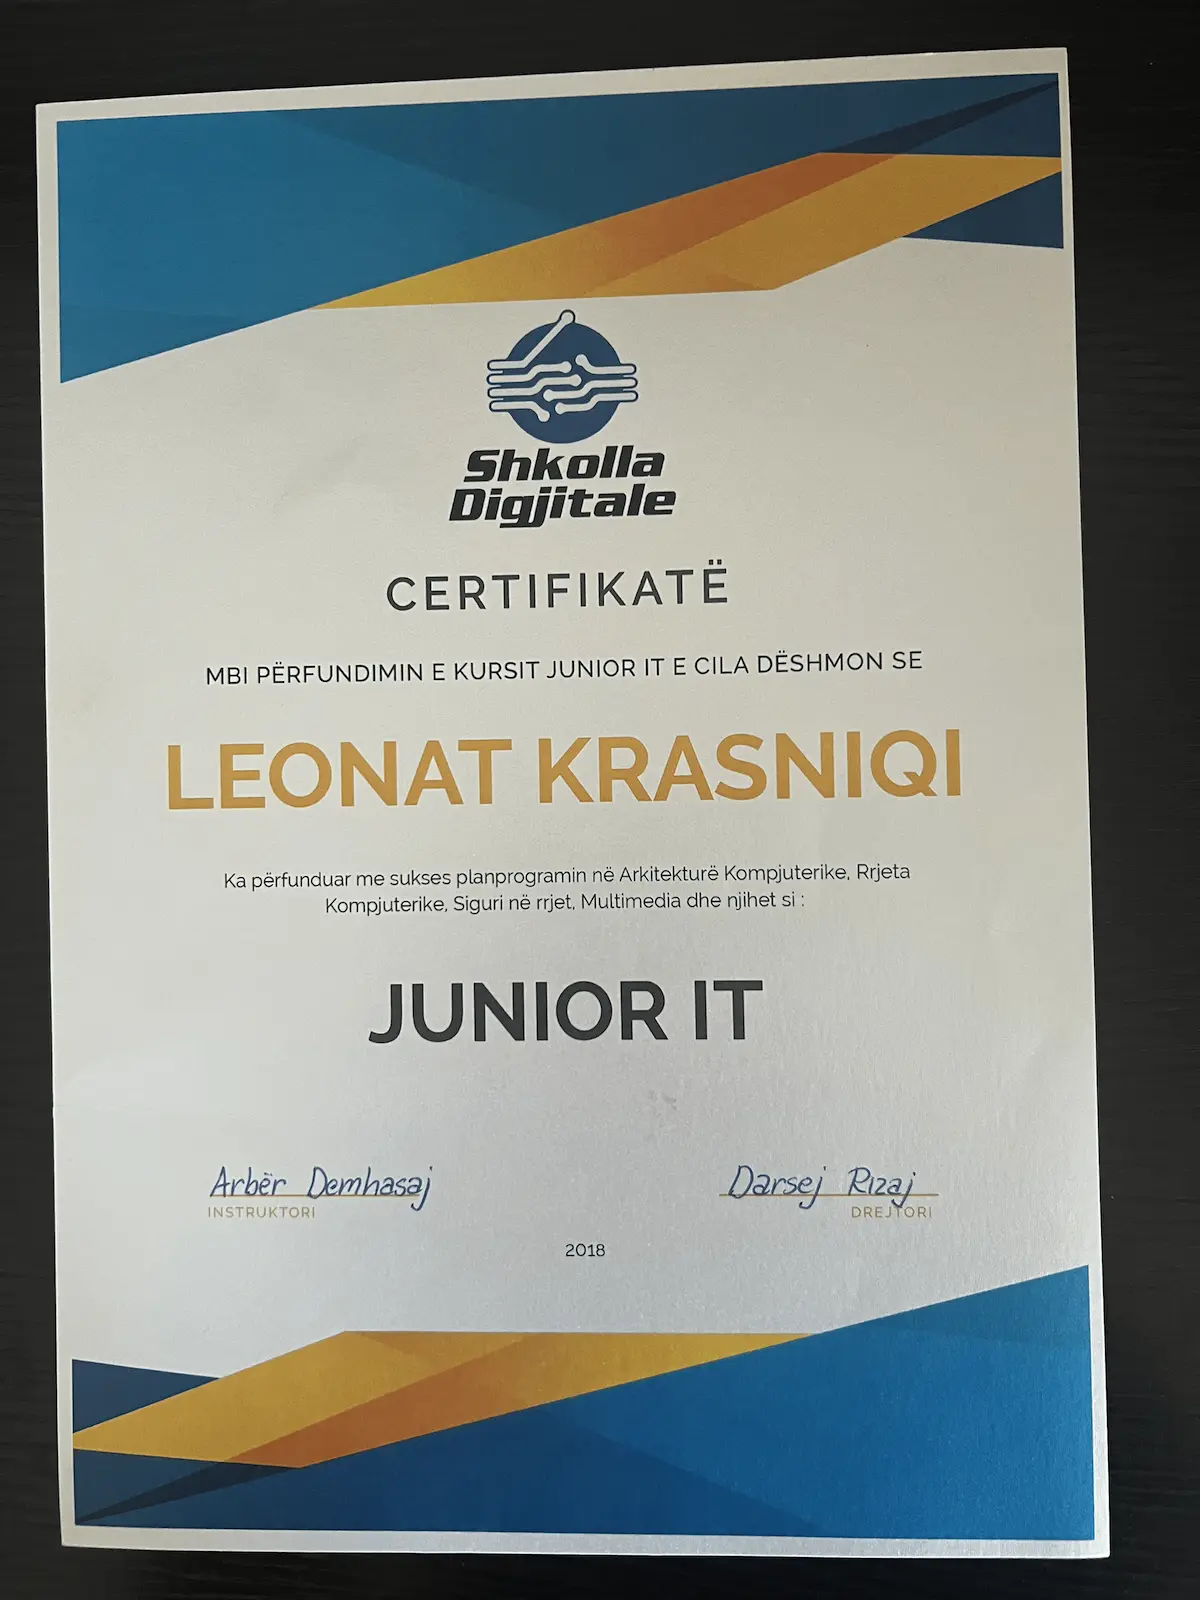 Shkolla
Digjitale
CERTIFIKATË
MBI PËRFUNDIMIN E KURSIT JUNIOR IT E CILA DËSHMON SE
LEONAT KRASNIQI
Ka përfunduar me sukses planprogramin në Arkitekturë Kompjuterike, Rrjeta
Kompjuterike, Siguri në rrjet, Multimedia dhe njihet si :
JUNIOR IT
Arbër Demhasaj
INSTRUKTORI
Darsej Rizaj
DREJTORI
2018